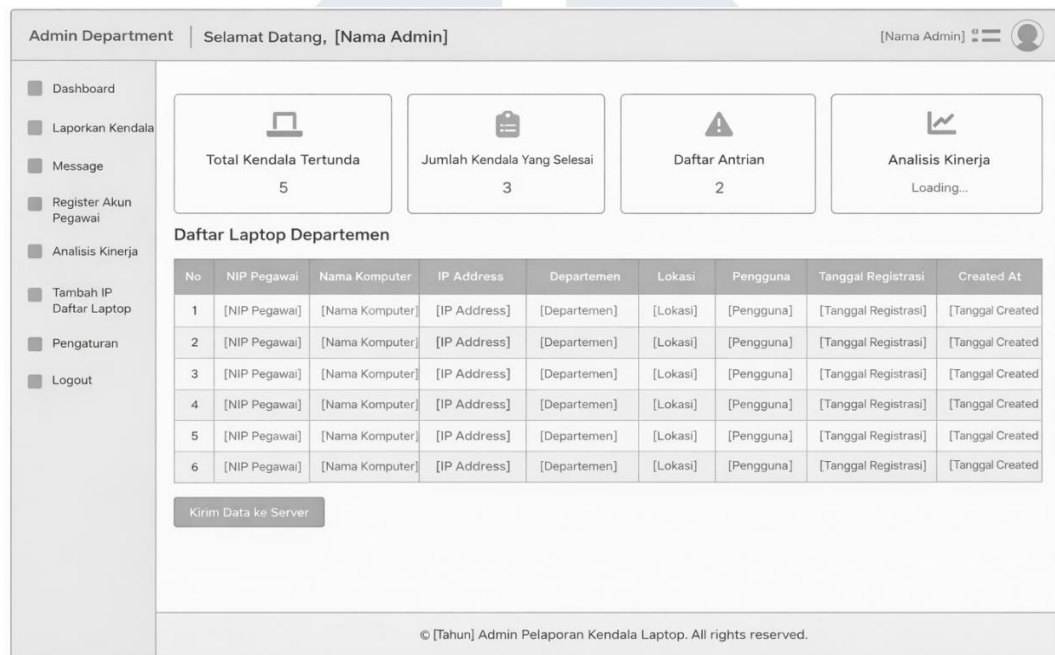 Admin Department | Selamat Datang, [Nama Admin] [Nama Admin]
Dashboard
Laporkan Kendala
Message
Register Akun
Pegawai
Analisis Kinerja
Tambah IP
Daftar Laptop
Pengaturan
Logout
Total Kendala Tertunda
5
Jumlah Kendala Yang Selesai
3
Daftar Antrian
2
Analisis Kinerja
Loading...
Daftar Laptop Departemen
No NIP Pegawai Nama Komputer IP Address Departemen Lokasi Pengguna Tanggal Registrasi Created At
1 [NIP Pegawai] [Nama Komputer] [IP Address] [Departemen] [Lokasi] [Pengguna] [Tanggal Registrasi] [Tanggal Created
2 [NIP Pegawai] [Nama Komputer] [IP Address] [Departemen] [Lokasi] [Pengguna] [Tanggal Registrasi] [Tanggal Created
3 [NIP Pegawai] [Nama Komputer] [IP Address] [Departemen] [Lokasi] [Pengguna] [Tanggal Registrasi] [Tanggal Created
4 [NIP Pegawai] [Nama Komputer] [IP Address] [Departemen] [Lokasi] [Pengguna] [Tanggal Registrasi] [Tanggal Created
5 [NIP Pegawai] [Nama Komputer] [IP Address] [Departemen] [Lokasi] [Pengguna] [Tanggal Registrasi] [Tanggal Created
6 [NIP Pegawai] [Nama Komputer] [IP Address] [Departemen] [Lokasi] [Pengguna] [Tanggal Registrasi] [Tanggal Created
Kirim Data ke Server
© [Tahun] Admin Pelaporan Kendala Laptop. All rights reserved.